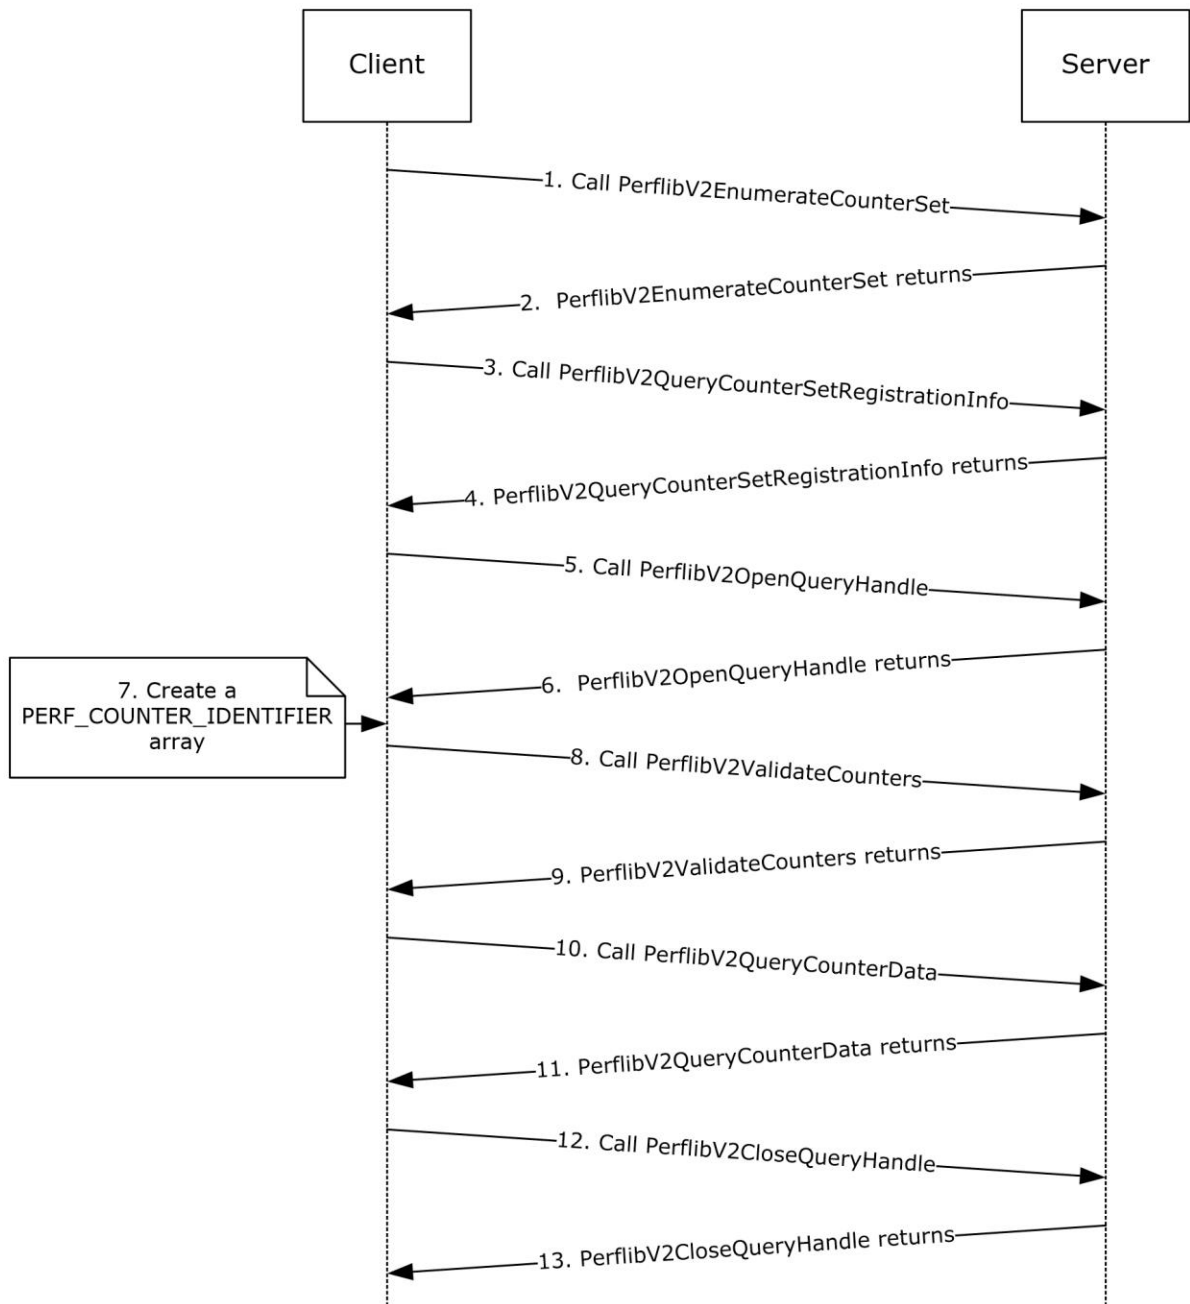 Client
Server
1. Call PerflibV2EnumerateCounterSet
2. PerflibV2EnumerateCounterSet returns
3. Call PerflibV2QueryCounterSetRegistrationInfo
4. PerflibV2QueryCounterSetRegistrationInfo returns
5. Call PerflibV2OpenQueryHandle
6. PerflibV2OpenQueryHandle returns
7. Create a
PERF_COUNTER_IDENTIFIER
array
8. Call PerflibV2ValidateCounters
9. PerflibV2ValidateCounters returns
10. Call PerflibV2QueryCounterData
11. PerflibV2QueryCounterData returns
12. Call PerflibV2CloseQueryHandle
13. PerflibV2CloseQueryHandle returns